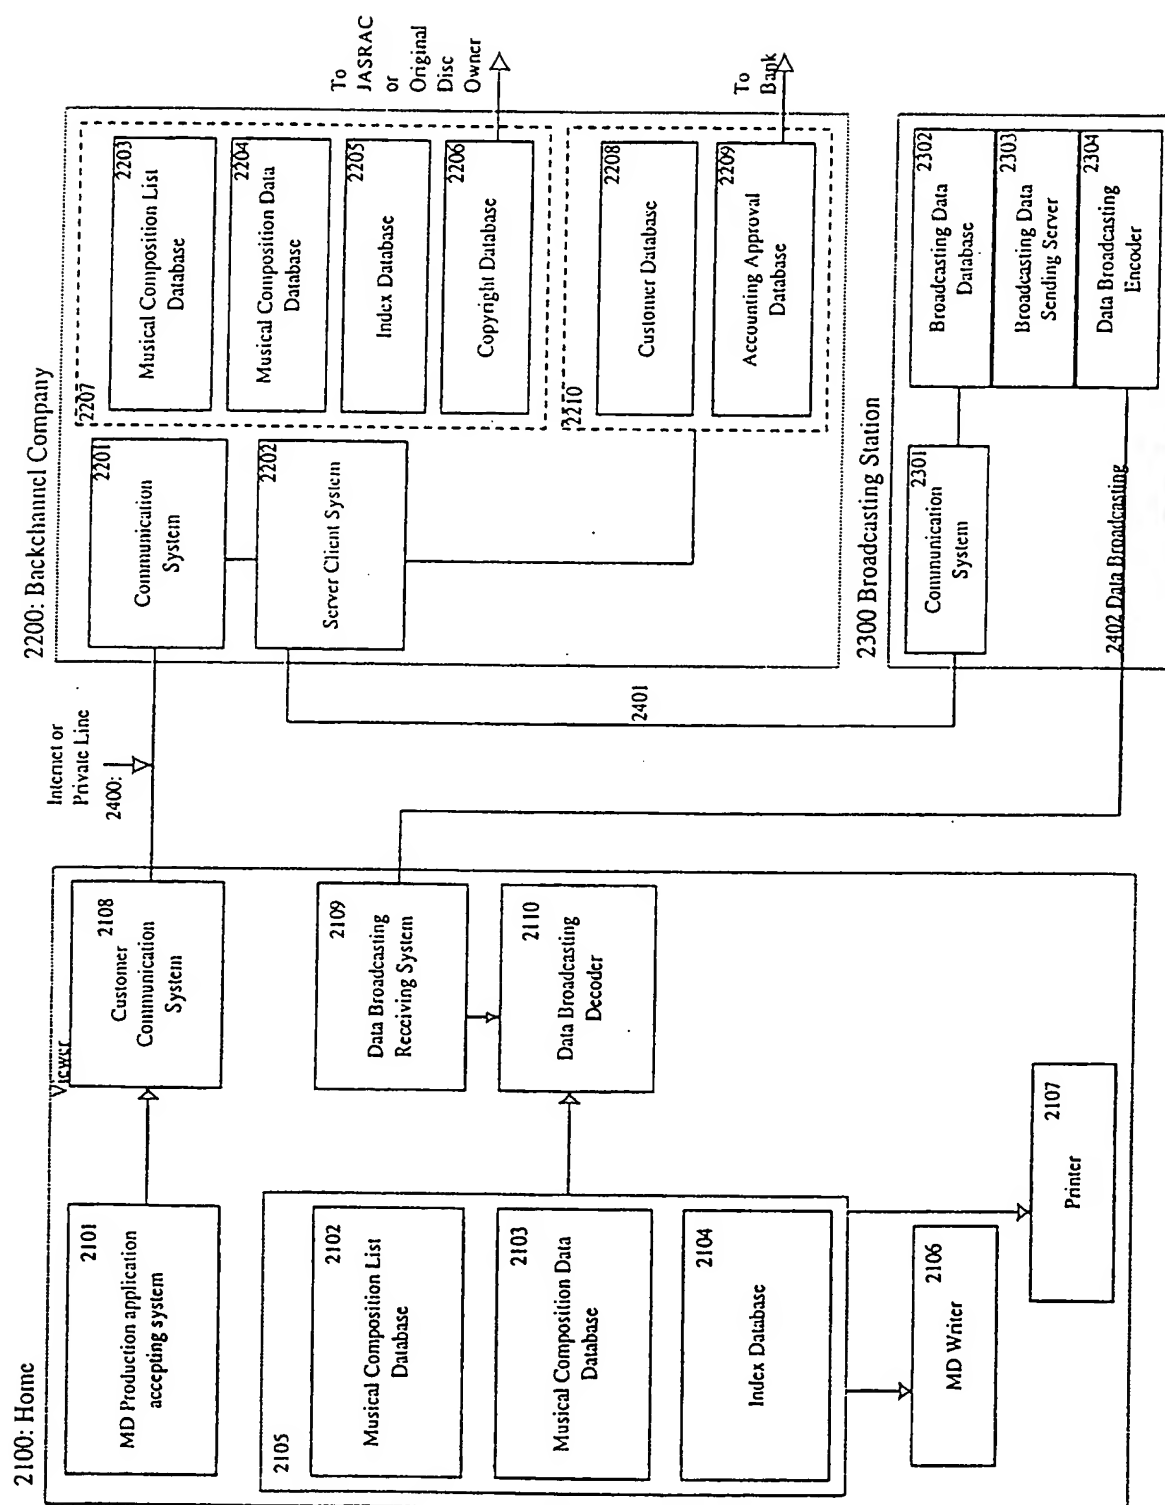 2100: Home
Viewer
2101
MD Production application
accepting system
2108
Customer
Communication
System
2105
2102
Musical Composition List
Database
2103
Musical Composition Data
Database
2104
Index Database
2109
Data Broadcasting
Receiving System
2110
Data Broadcasting
Decoder
2106
MD Writer
2107
Printer
Internet or
Private Line
2400:
2200: Backchannel Company
2201
Communication
System
2202
Server Client System
2207
2203
Musical Composition List
Database
2204
Musical Composition Data
Database
2205
Index Database
2206
Copyright Database
2210
2208
Customer Database
2209
Accounting Approval
Database
To
JASRAC
or
Original
Disc
Owner
To
Bank
2401
2300 Broadcasting Station
2301
Communication
System
2302
Broadcasting Data
Database
2303
Broadcasting Data
Sending Server
2304
Data Broadcasting
Encoder
2402 Data Broadcasting